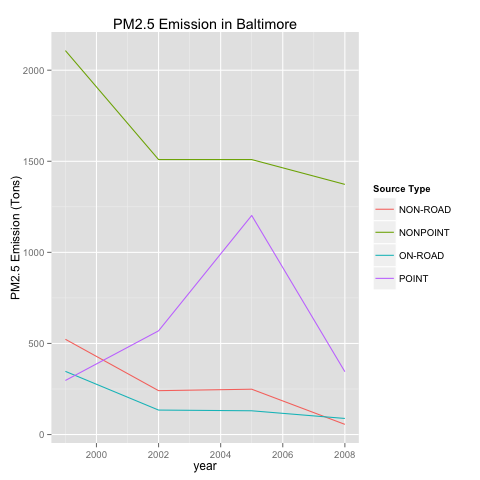 PM2.5 Emission in Baltimore
PM2.5 Emission (Tons)
2000
1500
1000
500
0
2000
2002
2004
2006
2008
year
Source Type
NON-ROAD
NONPOINT
ON-ROAD
POINT